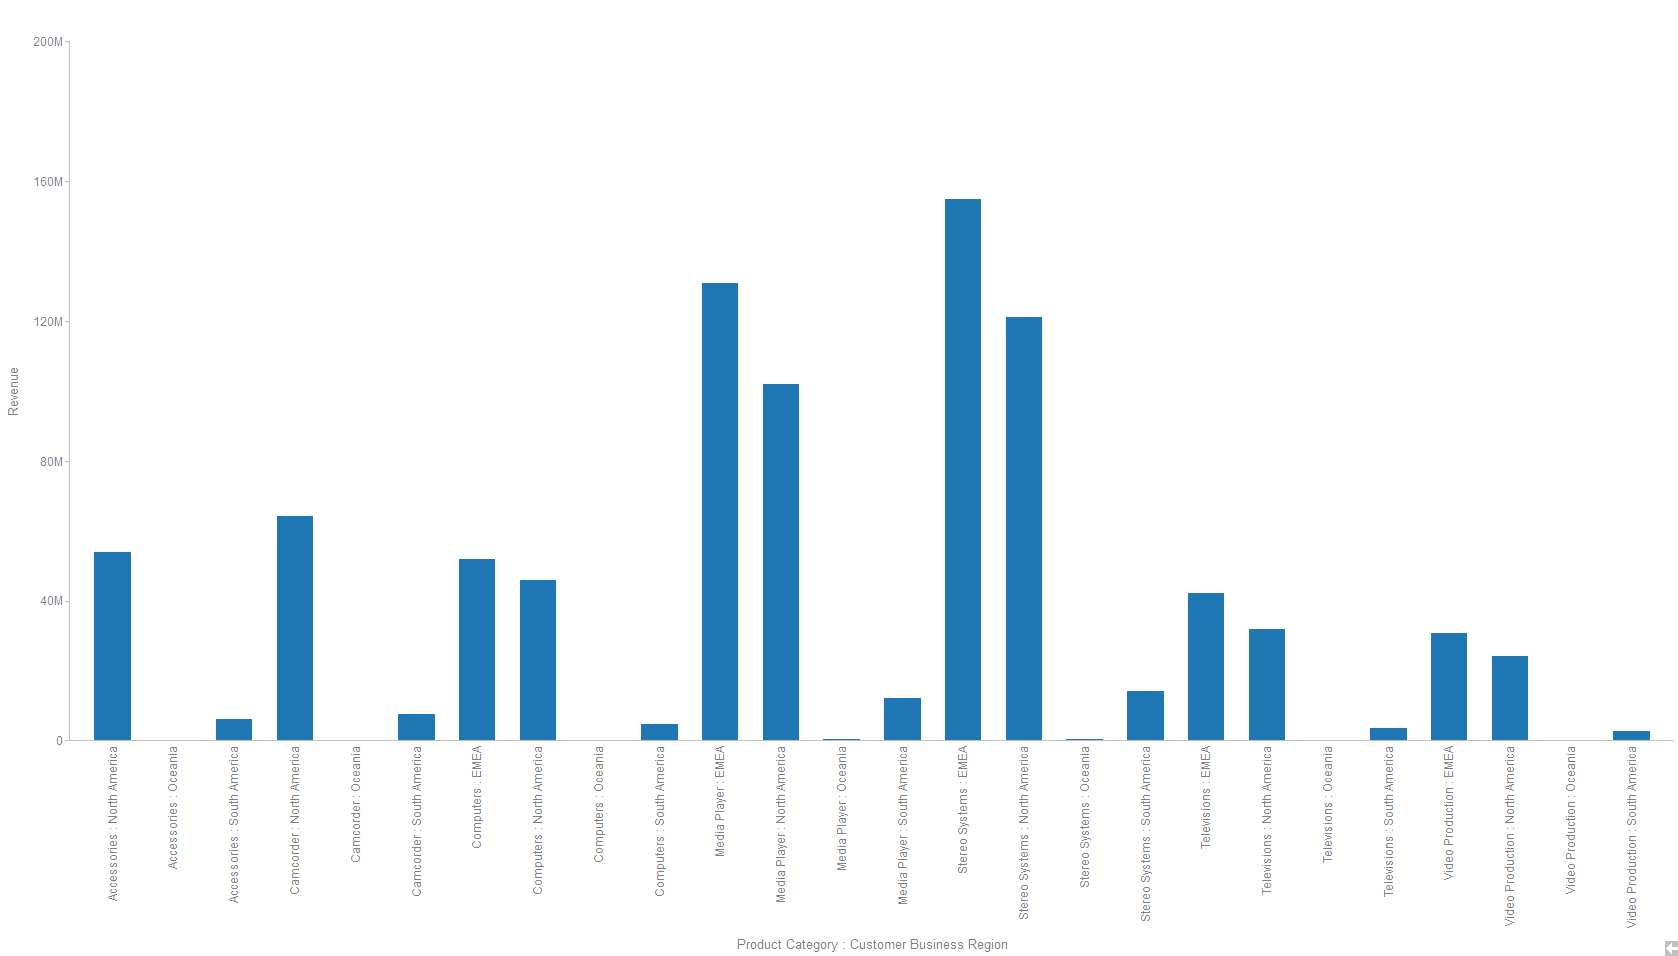 200M
160M
120M
80M
40M
0
Revenue
Accessories : North America
Accessories : Oceania
Accessories : South America
Camcorder : North America
Camcorder : Oceania
Camcorder : South America
Computers : EMEA
Computers : North America
Computers : Oceania
Computers : South America
Media Player : EMEA
Media Player : North America
Media Player : Oceania
Media Player : South America
Stereo Systems : EMEA
Stereo Systems : North America
Stereo Systems : Oceania
Stereo Systems : South America
Televisions : EMEA
Televisions : North America
Televisions : Oceania
Televisions : South America
Video Production : EMEA
Video Production : North America
Video Production : Oceania
Video Production : South America
Product Category : Customer Business Region